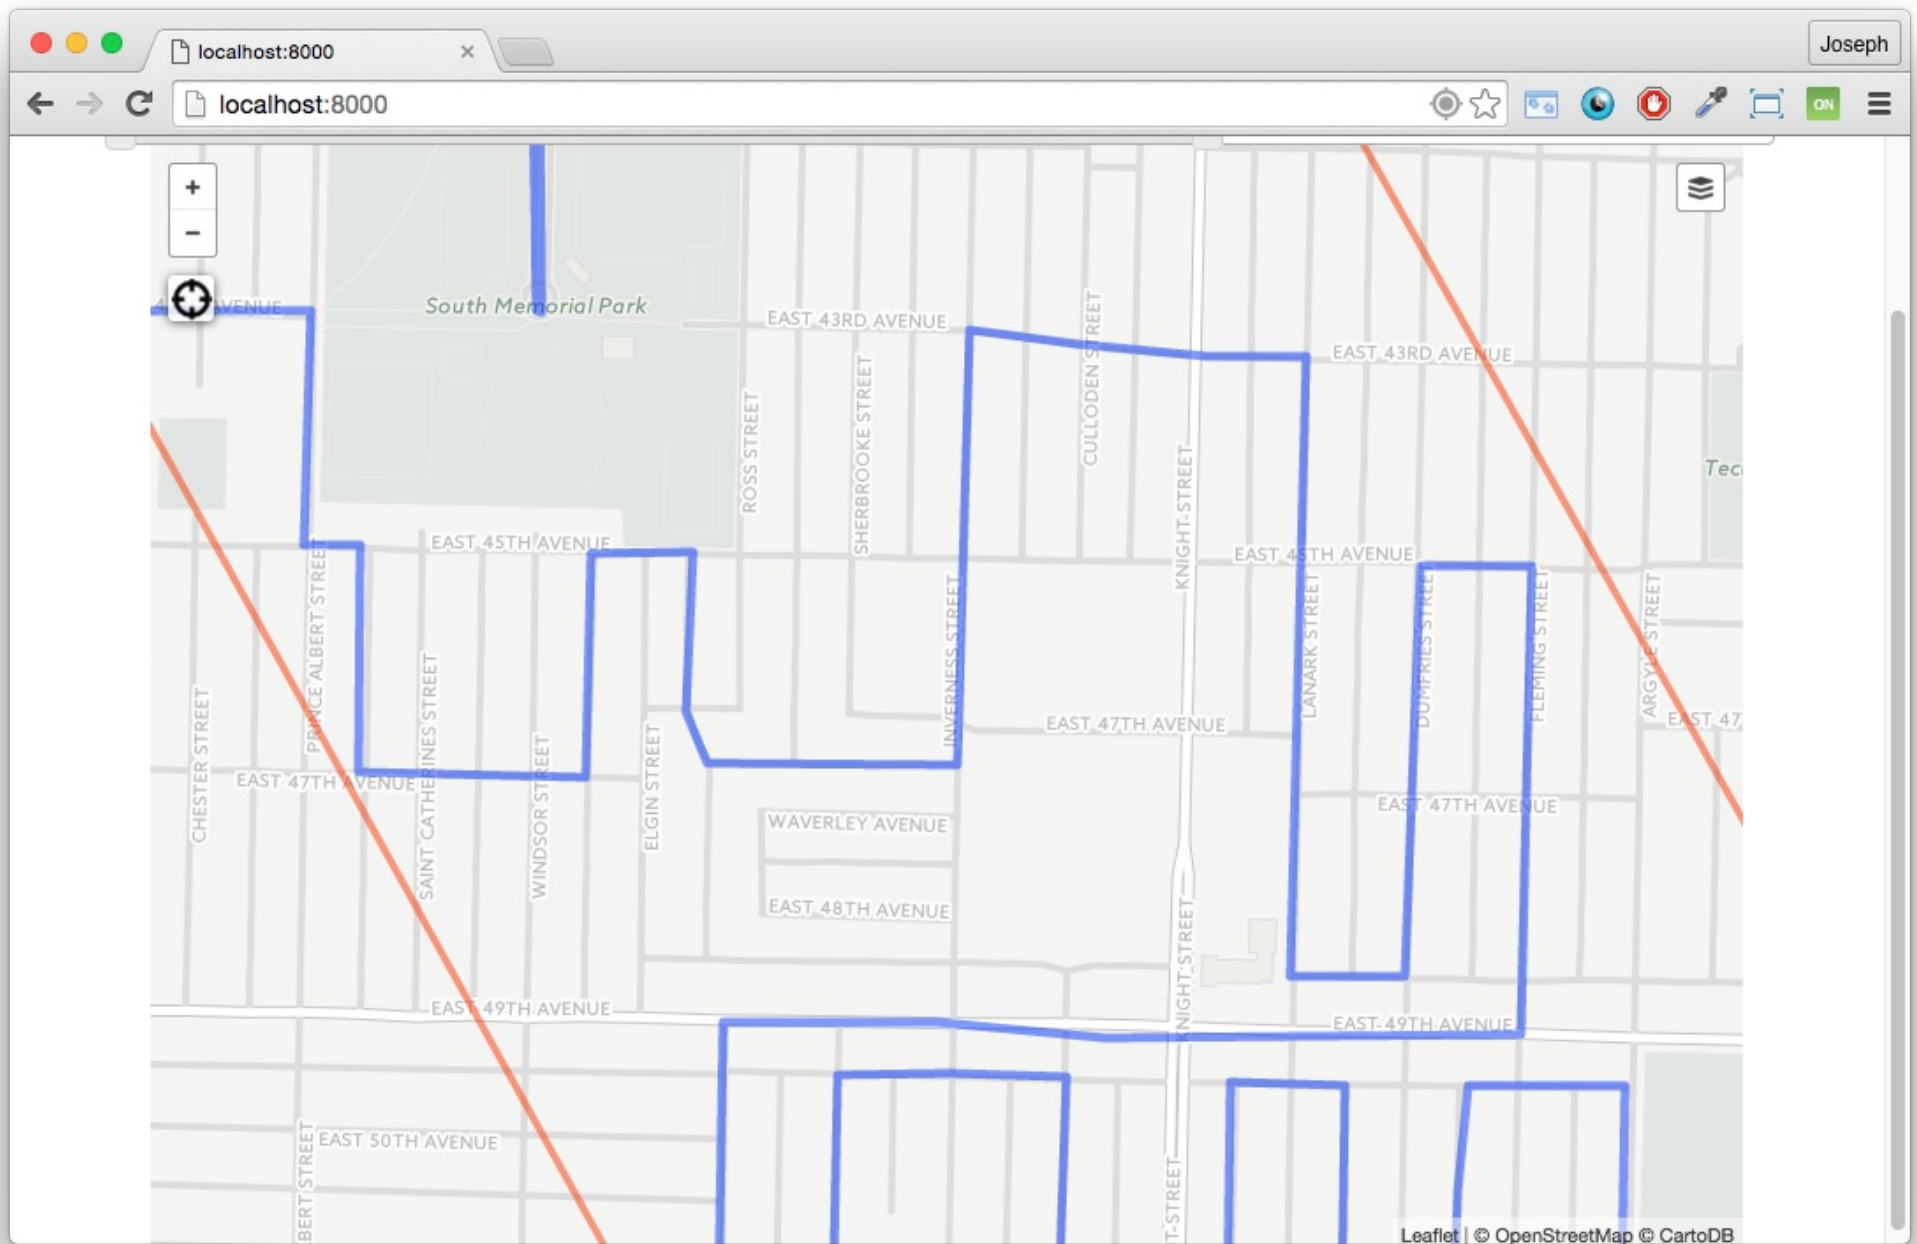 localhost:8000
Joseph
localhost:8000
ON
+
−
AVENUE
South Memorial Park
EAST 43RD AVENUE
CULLODEN STREET
EAST 43RD AVENUE
ROSS STREET
SHERBROOKE STREET
KNIGHT STREET
EAST 45TH AVENUE
EAST 45TH AVENUE
PRINCE ALBERT STREET
INVERNESS STREET
LANARK STREET
DUMFRIES STREET
FLEMING STREET
ARGYLE STREET
SAINT CATHERINES STREET
CHESTER STREET
WINDSOR STREET
ELGIN STREET
EAST 47TH AVENUE
EAST 47
EAST 47TH AVENUE
EAST 47TH AVENUE
WAVERLEY AVENUE
EAST 48TH AVENUE
KNIGHT STREET
EAST 49TH AVENUE
EAST 49TH AVENUE
EAST 50TH AVENUE
BERT STREET
T STREET
Leaflet | © OpenStreetMap © CartoDB